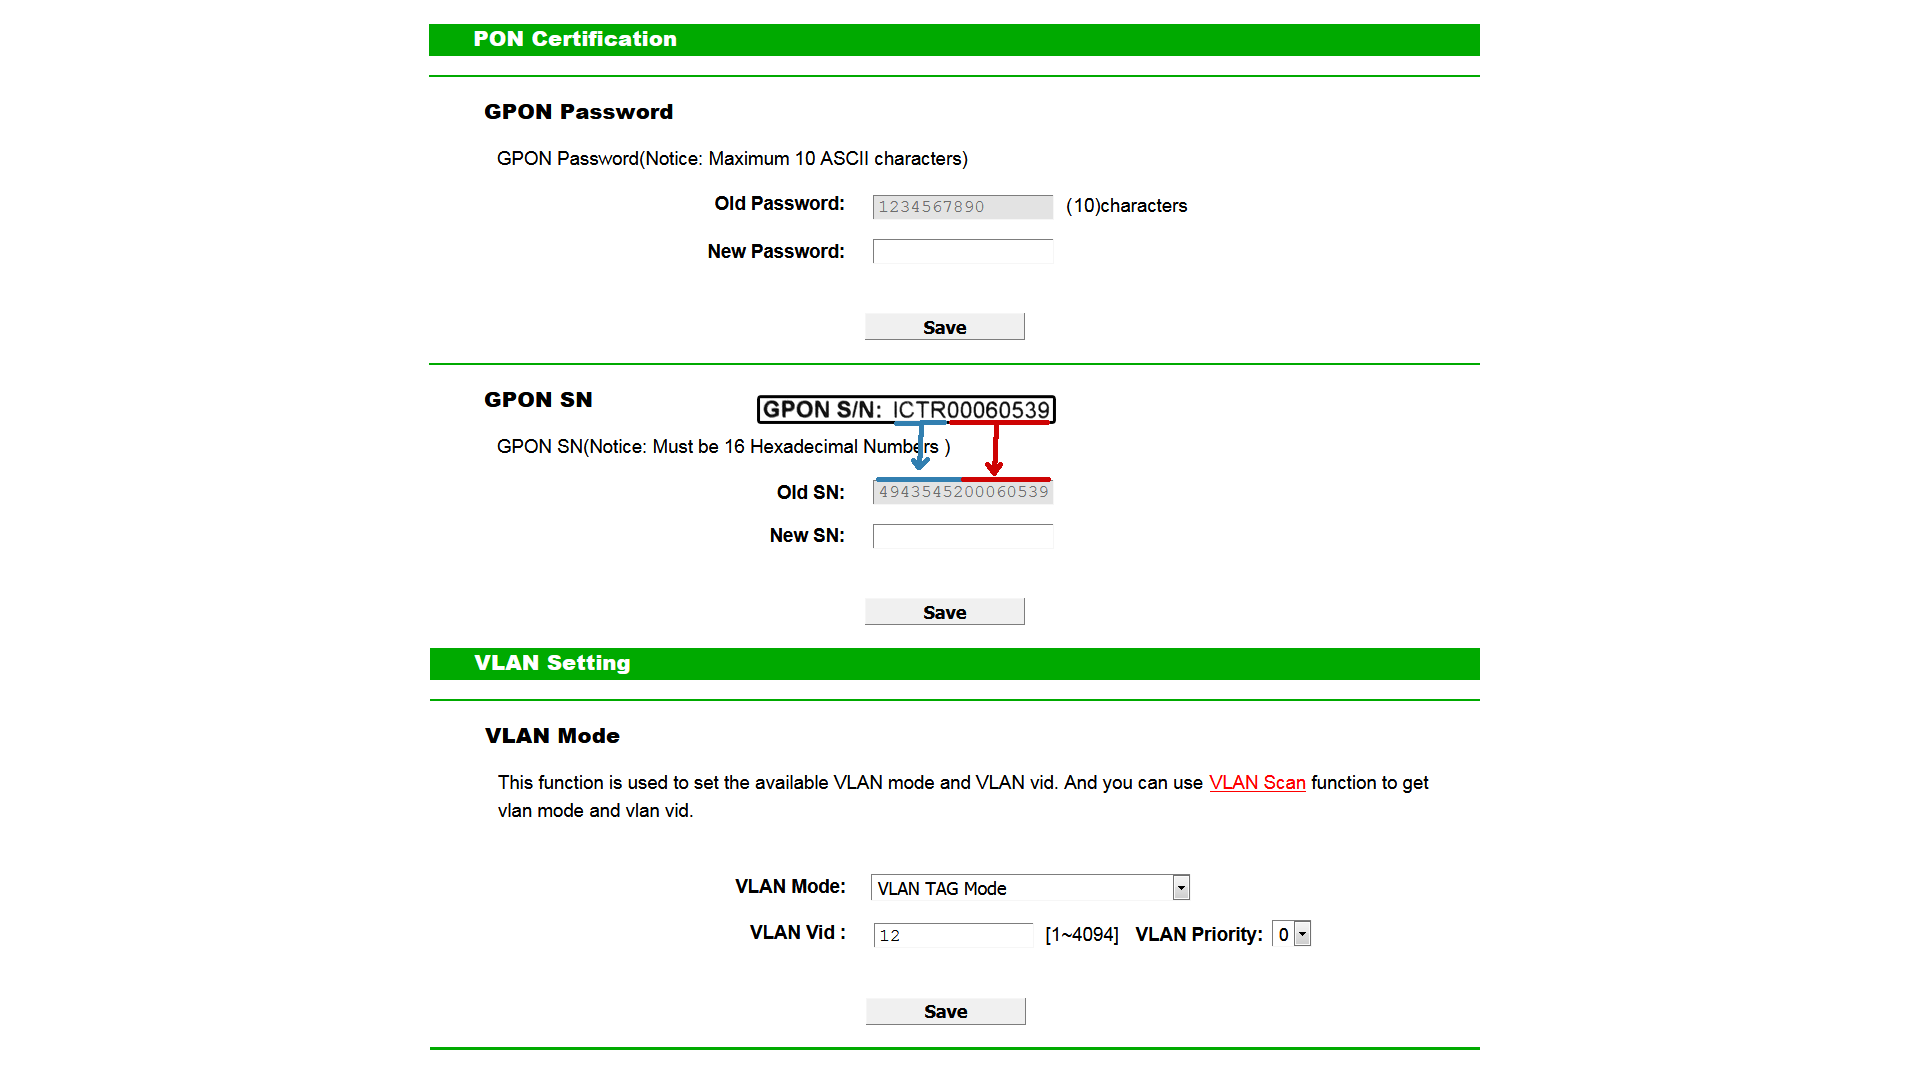 PON Certification
GPON Password
GPON Password(Notice: Maximum 10 ASCII characters)
Old Password: 1234567890 (10)characters
New Password:
Save
GPON SN
GPON S/N: ICTR00060539
GPON SN(Notice: Must be 16 Hexadecimal Numbers )
Old SN: 4943545200060539
New SN:
Save
VLAN Setting
VLAN Mode
This function is used to set the available VLAN mode and VLAN vid. And you can use VLAN Scan function to get
vlan mode and vlan vid.
VLAN Mode: VLAN TAG Mode
VLAN Vid : 12 [1~4094] VLAN Priority: 0
Save